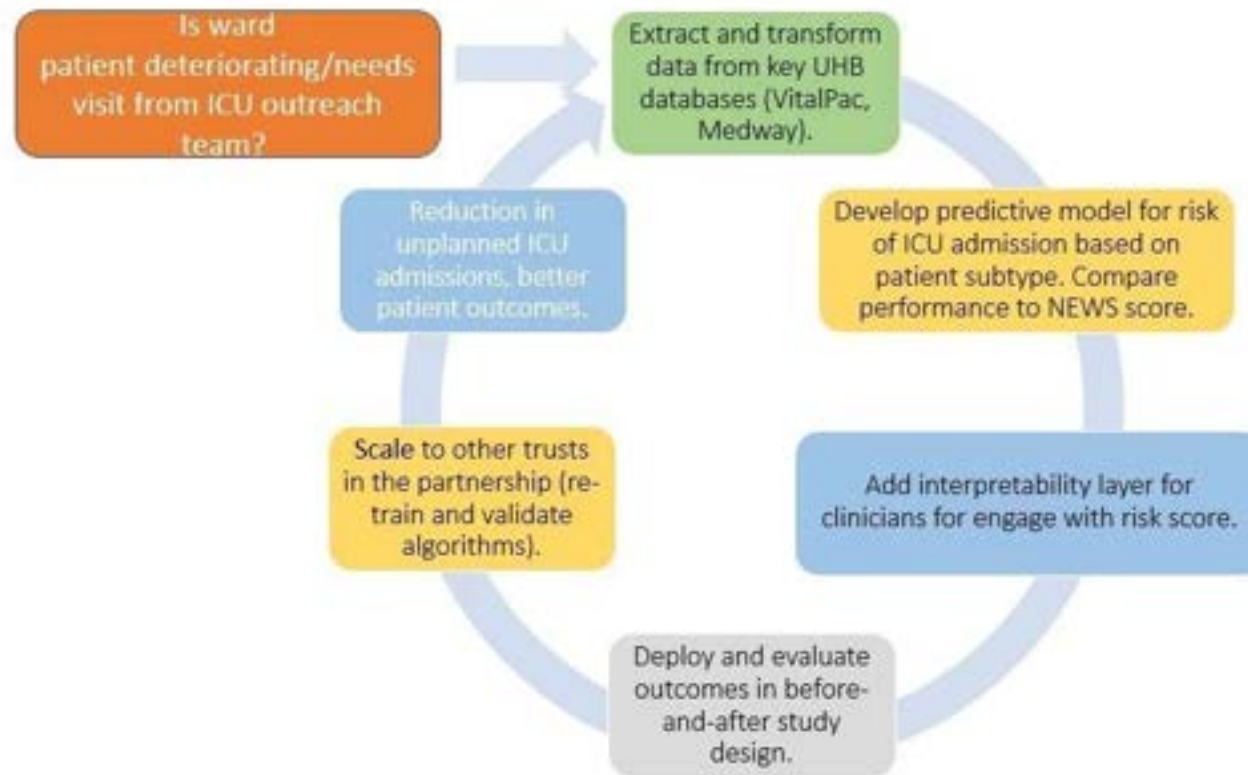 Is ward
patient deteriorating/needs
visit from ICU outreach
team?
Extract and transform
data from key UHB
databases (VitalPac,
Medway).
Develop predictive model for risk
of ICU admission based on
patient subtype. Compare
performance to NEWS score.
Add interpretability layer for
clinicians for engage with risk score.
Deploy and evaluate
outcomes in before-
and-after study
design.
Scale to other trusts
in the partnership (re-
train and validate
algorithms).
Reduction in
unplanned ICU
admissions, better
patient outcomes.